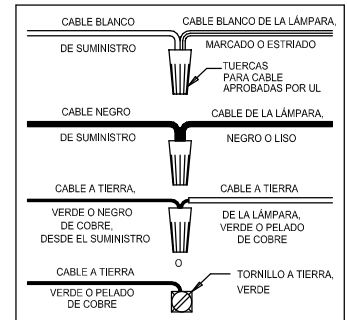 CABLE BLANCO
CABLE BLANCO DE LA LÁMPARA,
DE SUMINISTRO
MARCADO O ESTRIADO
TUERCAS
PARA CABLE
APROBADAS POR UL
CABLE NEGRO
CABLE DE LA LÁMPARA,
DE SUMINISTRO
NEGRO O LISO
CABLE A TIERRA,
CABLE A TIERRA
VERDE O NEGRO
DE COBRE,
DESDE EL SUMINISTRO
DE LA LÁMPARA,
VERDE O PELADO
DE COBRE
O
CABLE A TIERRA
VERDE O PELADO
DE COBRE
TORNILLO A TIERRA,
VERDE